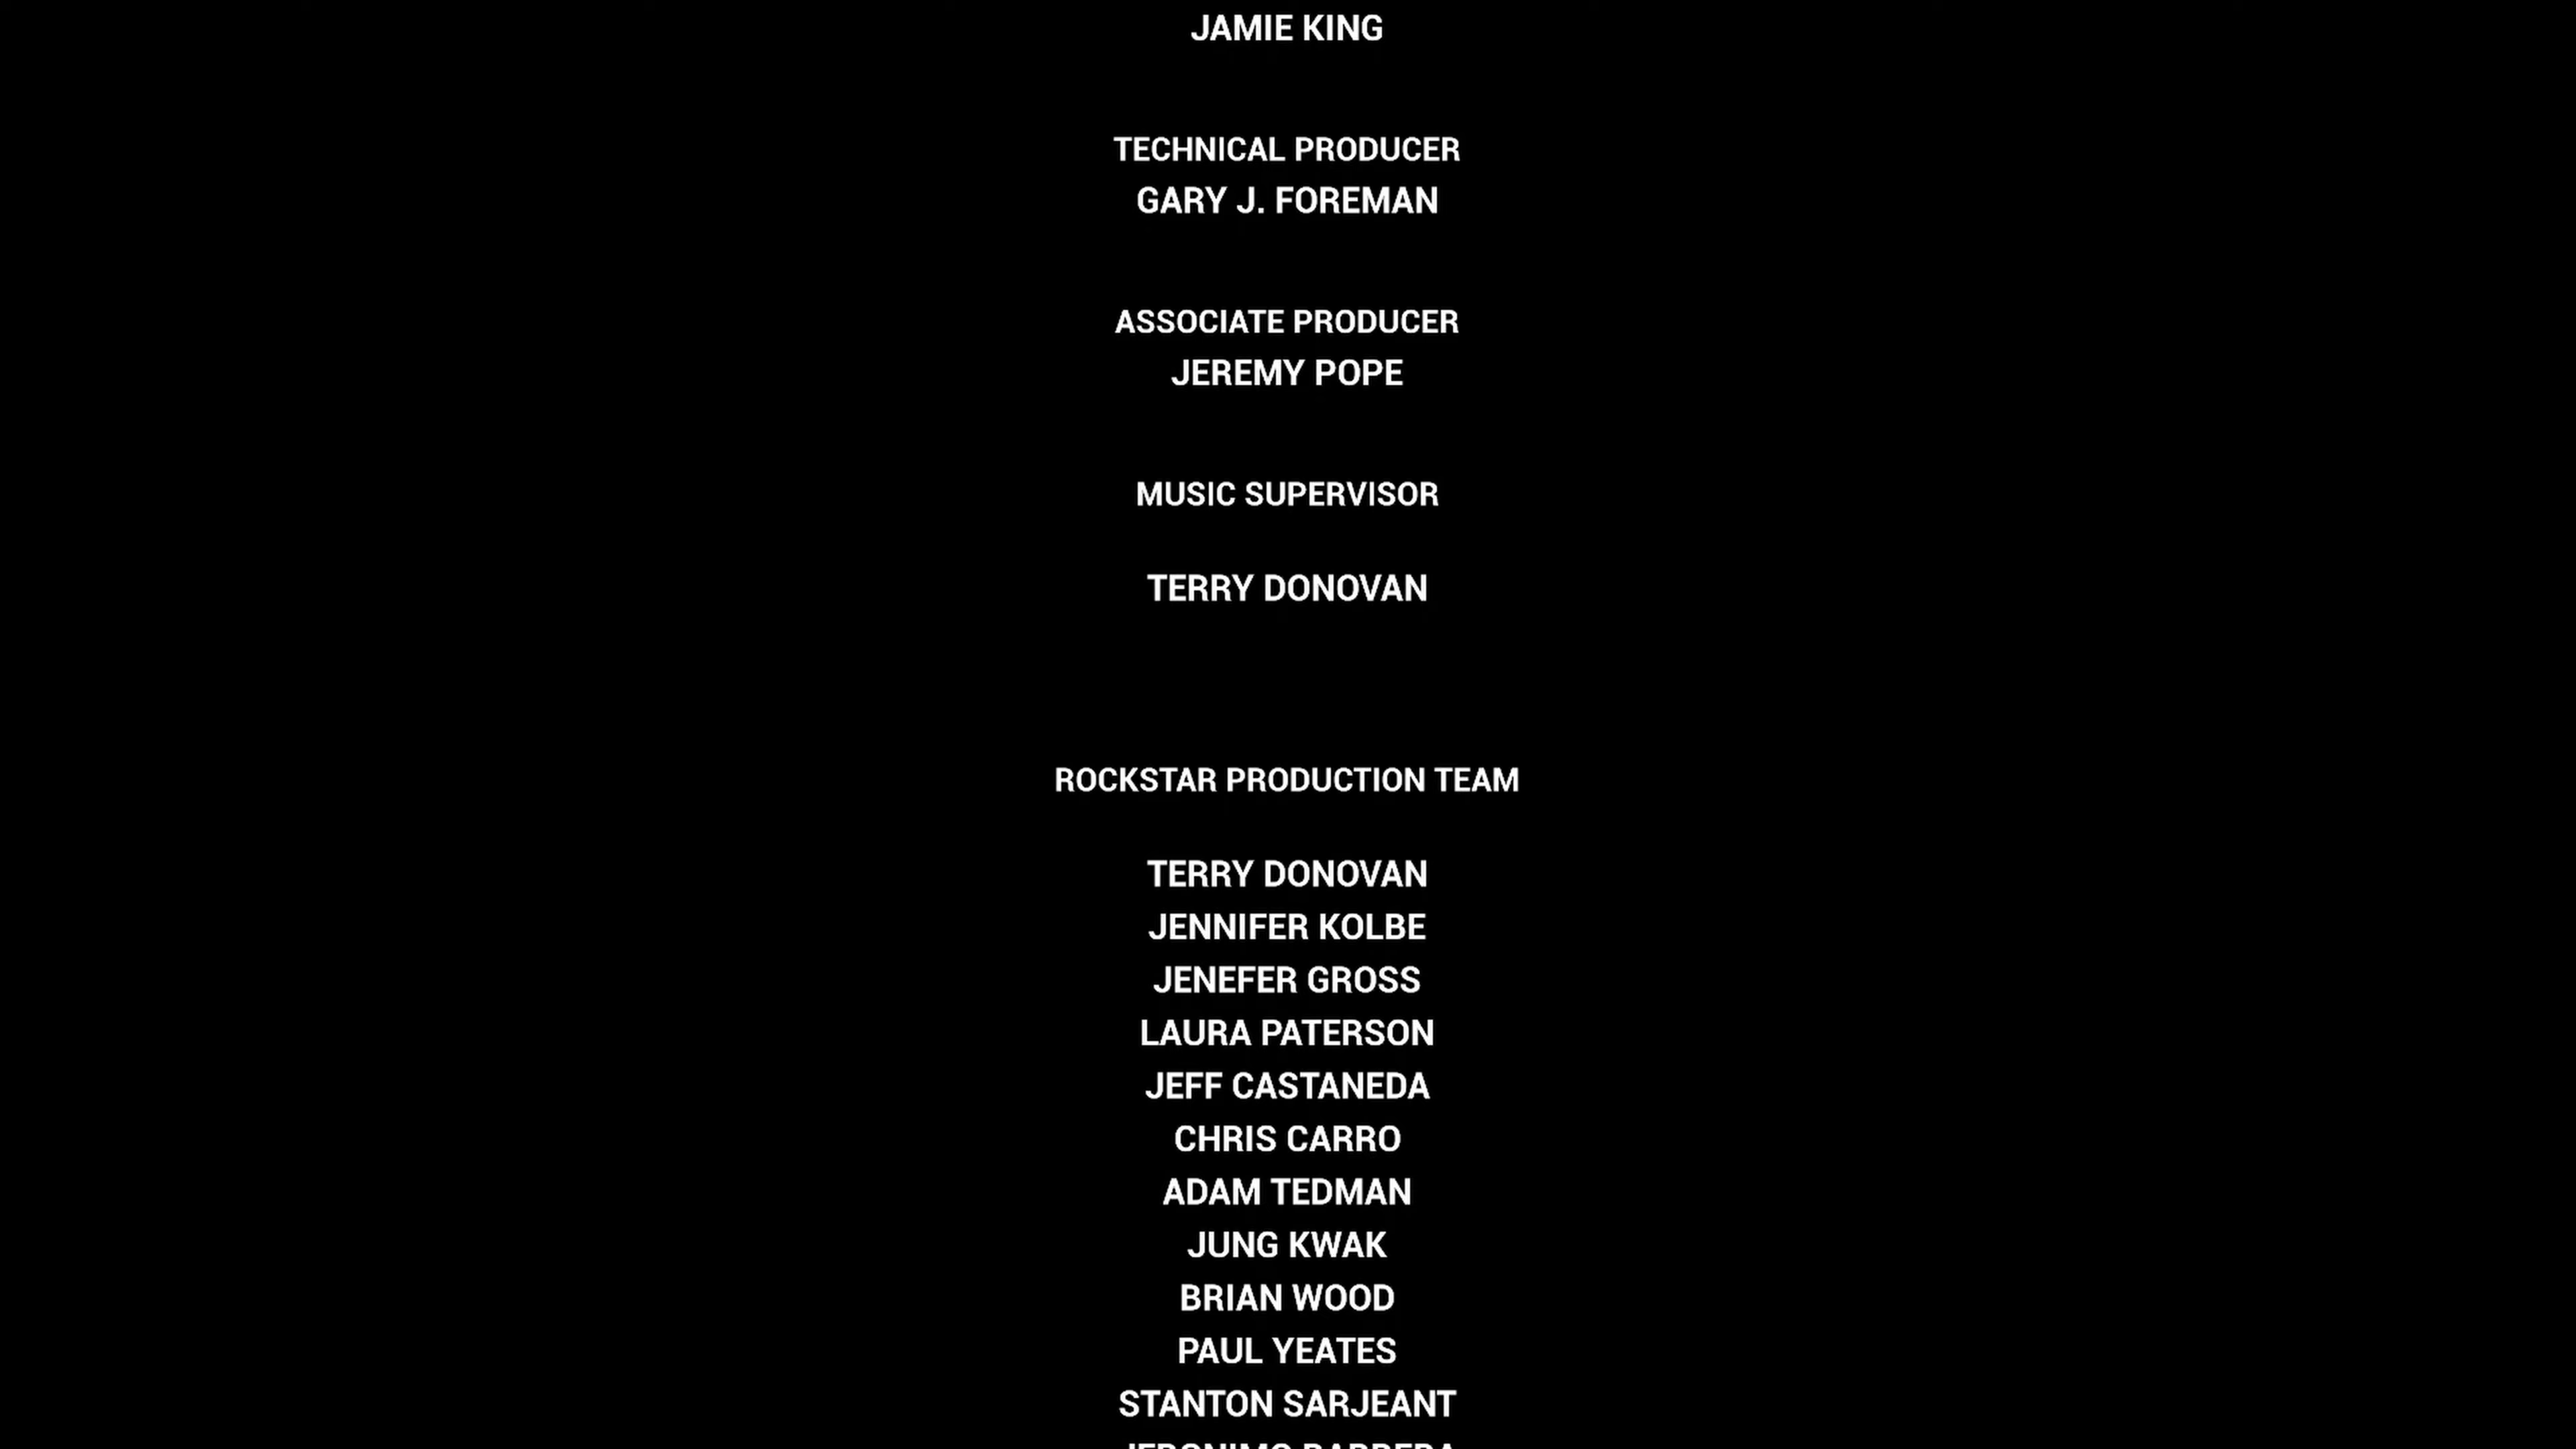 JAMIE KING
TECHNICAL PRODUCER
GARY J. FOREMAN
ASSOCIATE PRODUCER
JEREMY POPE
MUSIC SUPERVISOR
TERRY DONOVAN
ROCKSTAR PRODUCTION TEAM
TERRY DONOVAN
JENNIFER KOLBE
JENEFER GROSS
LAURA PATERSON
JEFF CASTANEDA
CHRIS CARRO
ADAM TEDMAN
JUNG KWAK
BRIAN WOOD
PAUL YEATES
STANTON SARJEANT
JERONIMO BARRERA